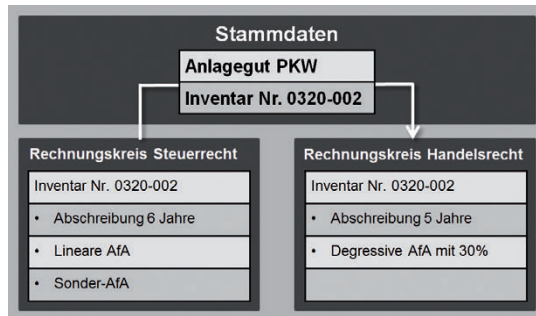 Stammdaten
Anlagegut PKW
Inventar Nr. 0320-002
Rechnungskreis Steuerrecht
Inventar Nr. 0320-002
• Abschreibung 6 Jahre
• Lineare AfA
• Sonder-AfA
Rechnungskreis Handelsrecht
Inventar Nr. 0320-002
• Abschreibung 5 Jahre
• Degressive AfA mit 30%